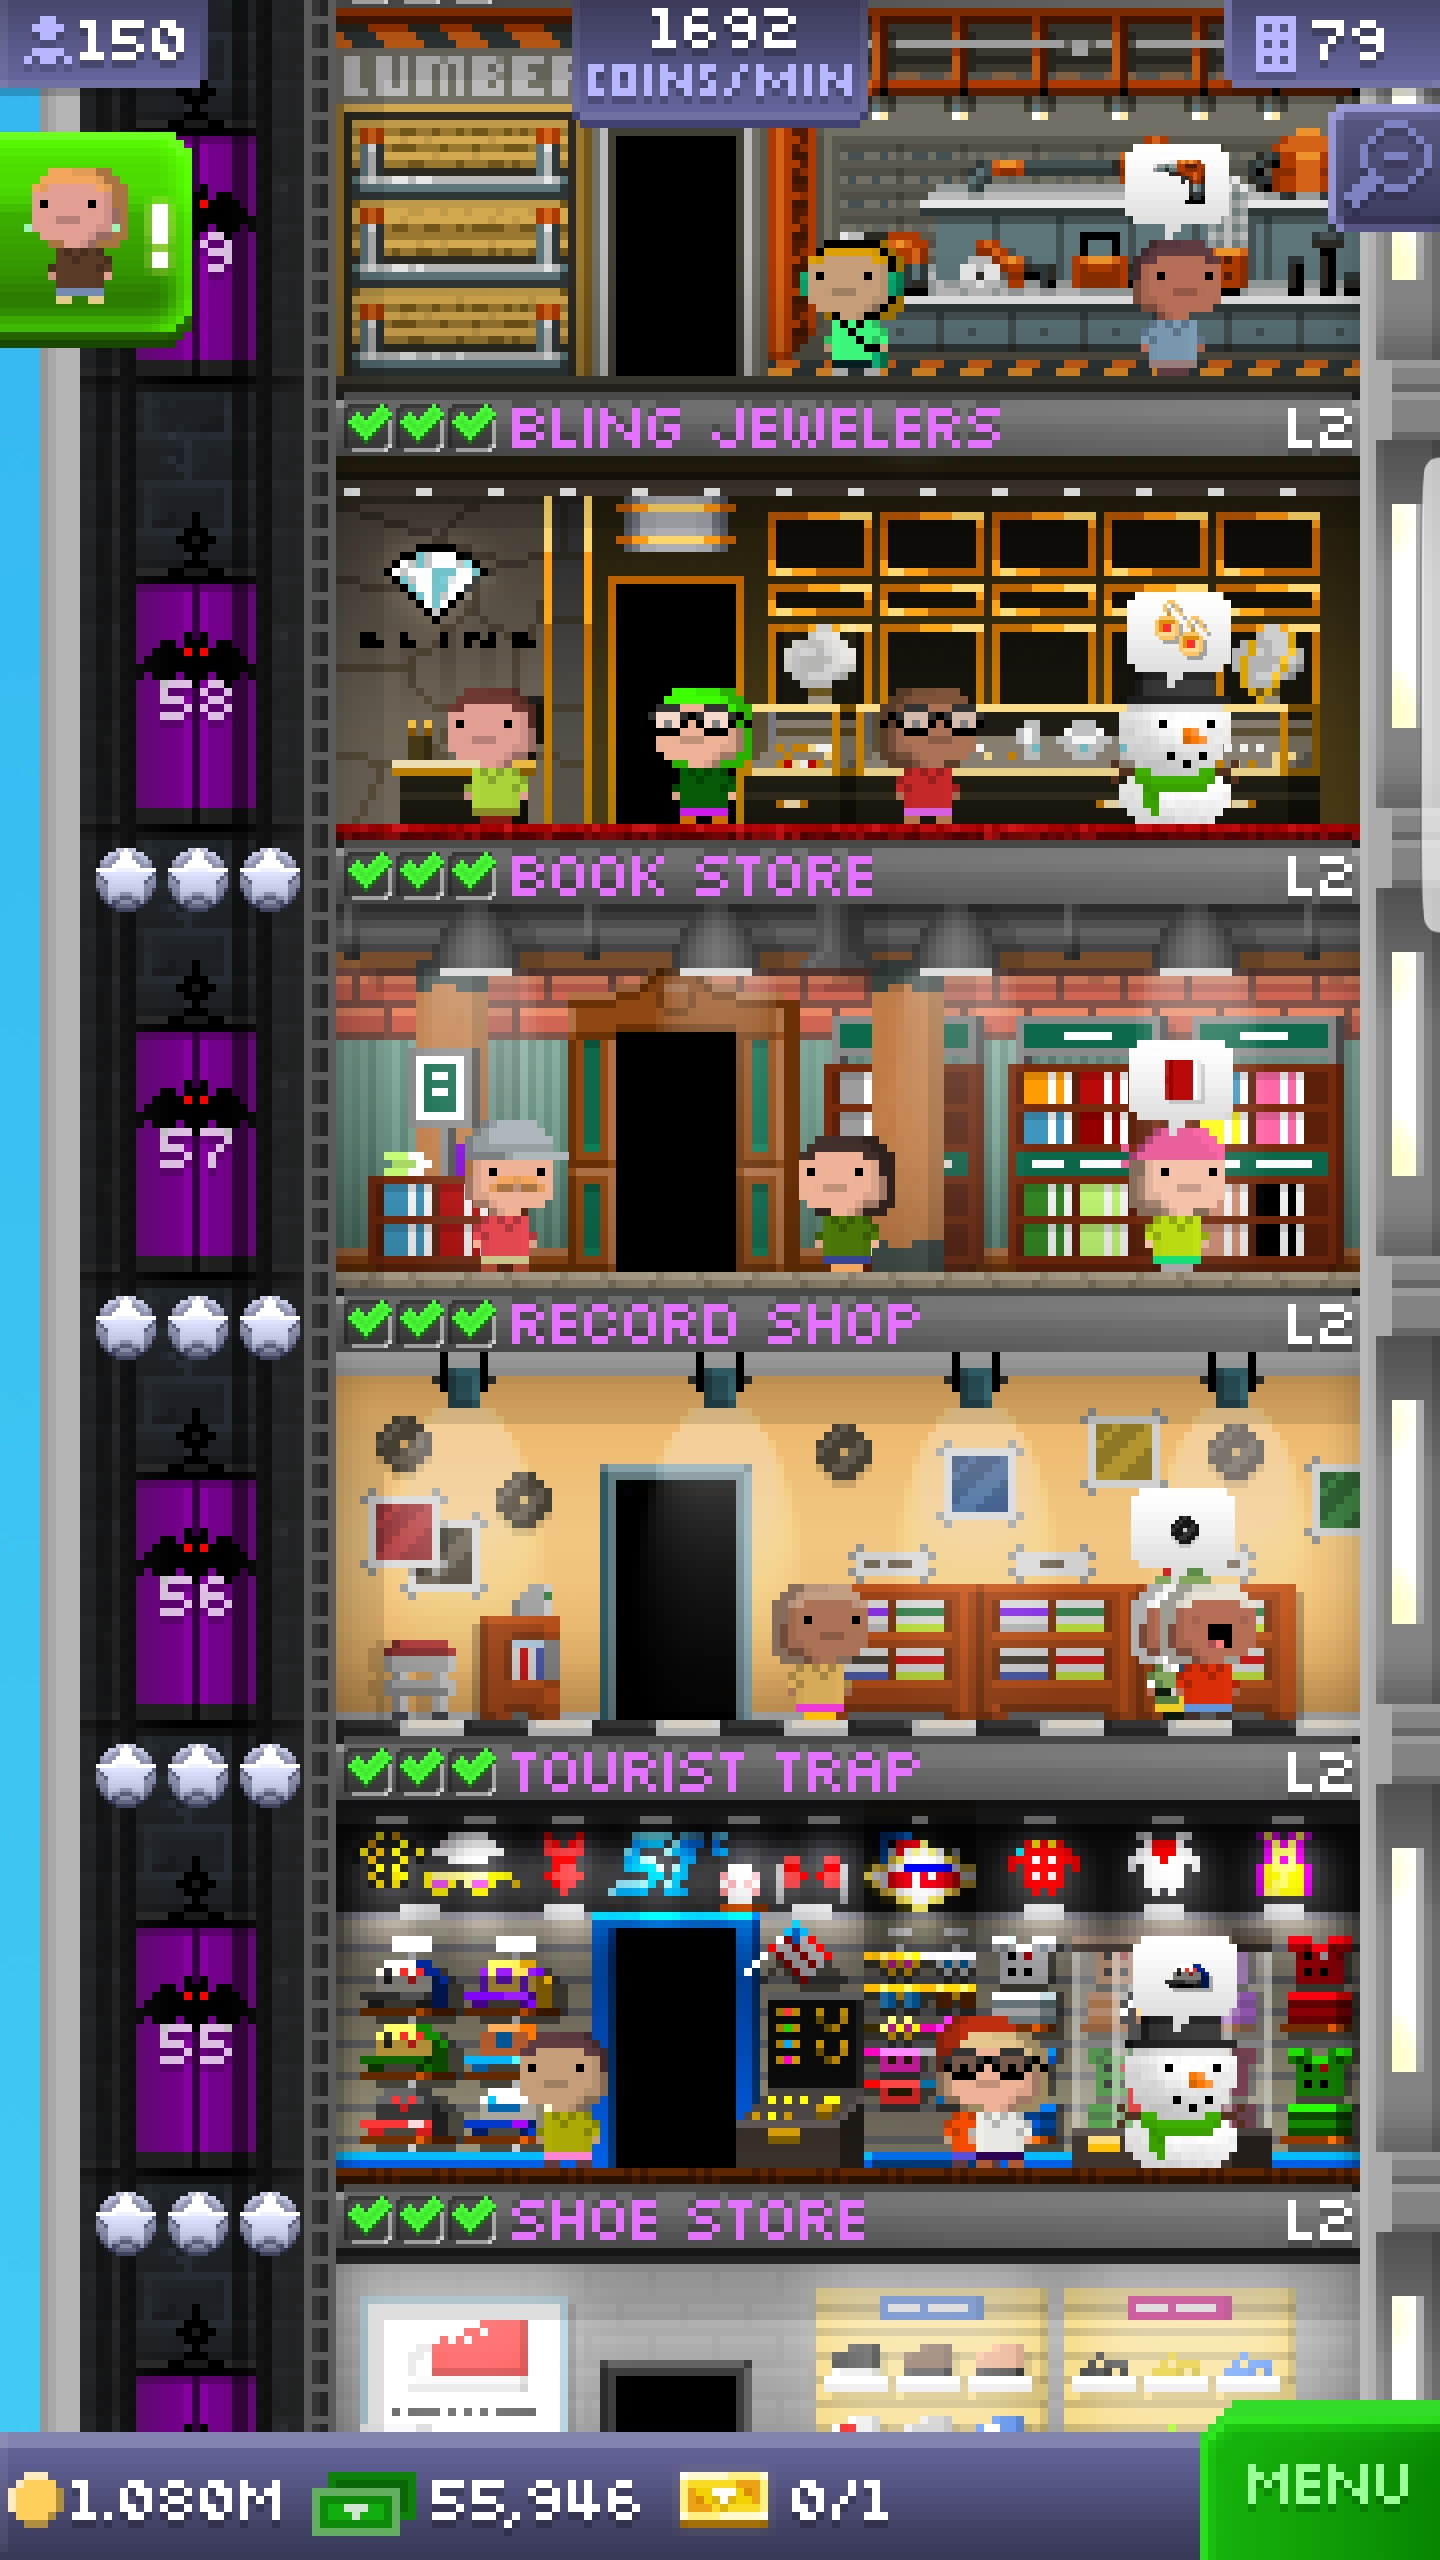 150
1692
COINS/MIN
79
LUMBER
!
9
BLING JEWELERS L2
BLING
58
BOOK STORE L2
57
RECORD SHOP L2
56
TOURIST TRAP L2
55
SHOE STORE L2
1.080M
55,946
0/1
MENU